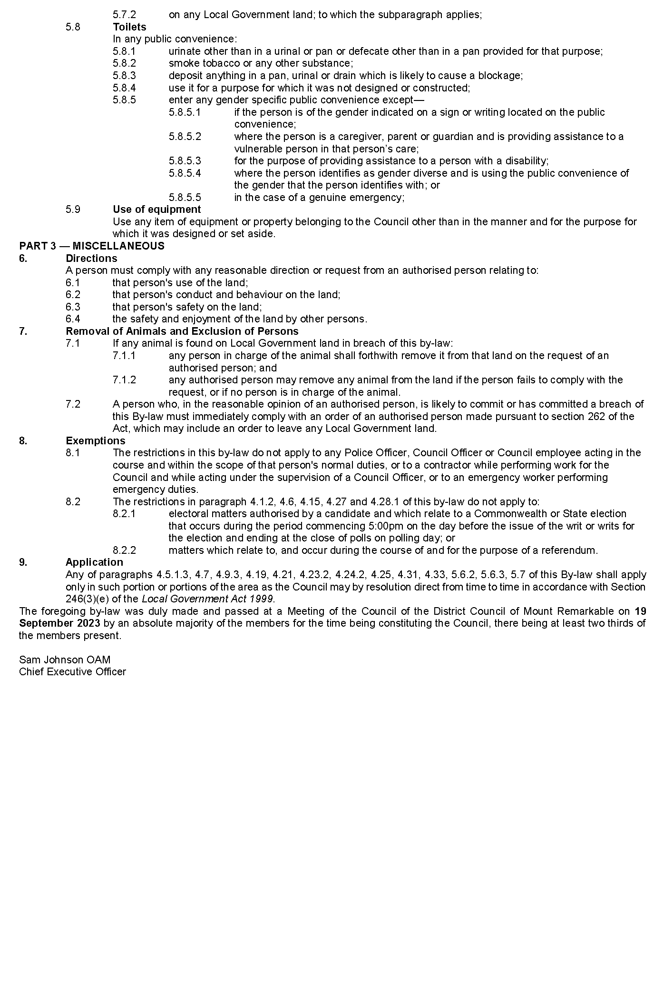 5.7.2 on any Local Government land; to which the subparagraph applies;
5.8 Toilets
In any public convenience:
5.8.1 urinate other than in a urinal or pan or defecate other than in a pan provided for that purpose;
5.8.2 smoke tobacco or any other substance;
5.8.3 deposit anything in a pan, urinal or drain which is likely to cause a blockage;
5.8.4 use it for a purpose for which it was not designed or constructed;
5.8.5 enter any gender specific public convenience except—
5.8.5.1 if the person is of the gender indicated on a sign or writing located on the public
convenience;
5.8.5.2 where the person is a caregiver, parent or guardian and is providing assistance to a
vulnerable person in that person’s care;
5.8.5.3 for the purpose of providing assistance to a person with a disability;
5.8.5.4 where the person identifies as gender diverse and is using the public convenience of
the gender that the person identifies with; or
5.8.5.5 in the case of a genuine emergency;
5.9 Use of equipment
Use any item of equipment or property belonging to the Council other than in the manner and for the purpose for
which it was designed or set aside.
PART 3 — MISCELLANEOUS
6. Directions
A person must comply with any reasonable direction or request from an authorised person relating to:
6.1 that person's use of the land;
6.2 that person's conduct and behaviour on the land;
6.3 that person's safety on the land;
6.4 the safety and enjoyment of the land by other persons.
7. Removal of Animals and Exclusion of Persons
7.1 If any animal is found on Local Government land in breach of this by-law:
7.1.1 any person in charge of the animal shall forthwith remove it from that land on the request of an
authorised person; and
7.1.2 any authorised person may remove any animal from the land if the person fails to comply with the
request, or if no person is in charge of the animal.
7.2 A person who, in the reasonable opinion of an authorised person, is likely to commit or has committed a breach of
this By-law must immediately comply with an order of an authorised person made pursuant to section 262 of the
Act, which may include an order to leave any Local Government land.
8. Exemptions
8.1 The restrictions in this by-law do not apply to any Police Officer, Council Officer or Council employee acting in the
course and within the scope of that person's normal duties, or to a contractor while performing work for the
Council and while acting under the supervision of a Council Officer, or to an emergency worker performing
emergency duties.
8.2 The restrictions in paragraph 4.1.2, 4.6, 4.15, 4.27 and 4.28.1 of this by-law do not apply to:
8.2.1 electoral matters authorised by a candidate and which relate to a Commonwealth or State election
that occurs during the period commencing 5:00pm on the day before the issue of the writ or writs for
the election and ending at the close of polls on polling day; or
8.2.2 matters which relate to, and occur during the course of and for the purpose of a referendum.
9. Application
Any of paragraphs 4.5.1.3, 4.7, 4.9.3, 4.19, 4.21, 4.23.2, 4.24.2, 4.25, 4.31, 4.33, 5.6.2, 5.6.3, 5.7 of this By-law shall apply
only in such portion or portions of the area as the Council may by resolution direct from time to time in accordance with Section
246(3)(e) of the Local Government Act 1999.
The foregoing by-law was duly made and passed at a Meeting of the Council of the District Council of Mount Remarkable on 19
September 2023 by an absolute majority of the members for the time being constituting the Council, there being at least two thirds of
the members present.
Sam Johnson OAM
Chief Executive Officer